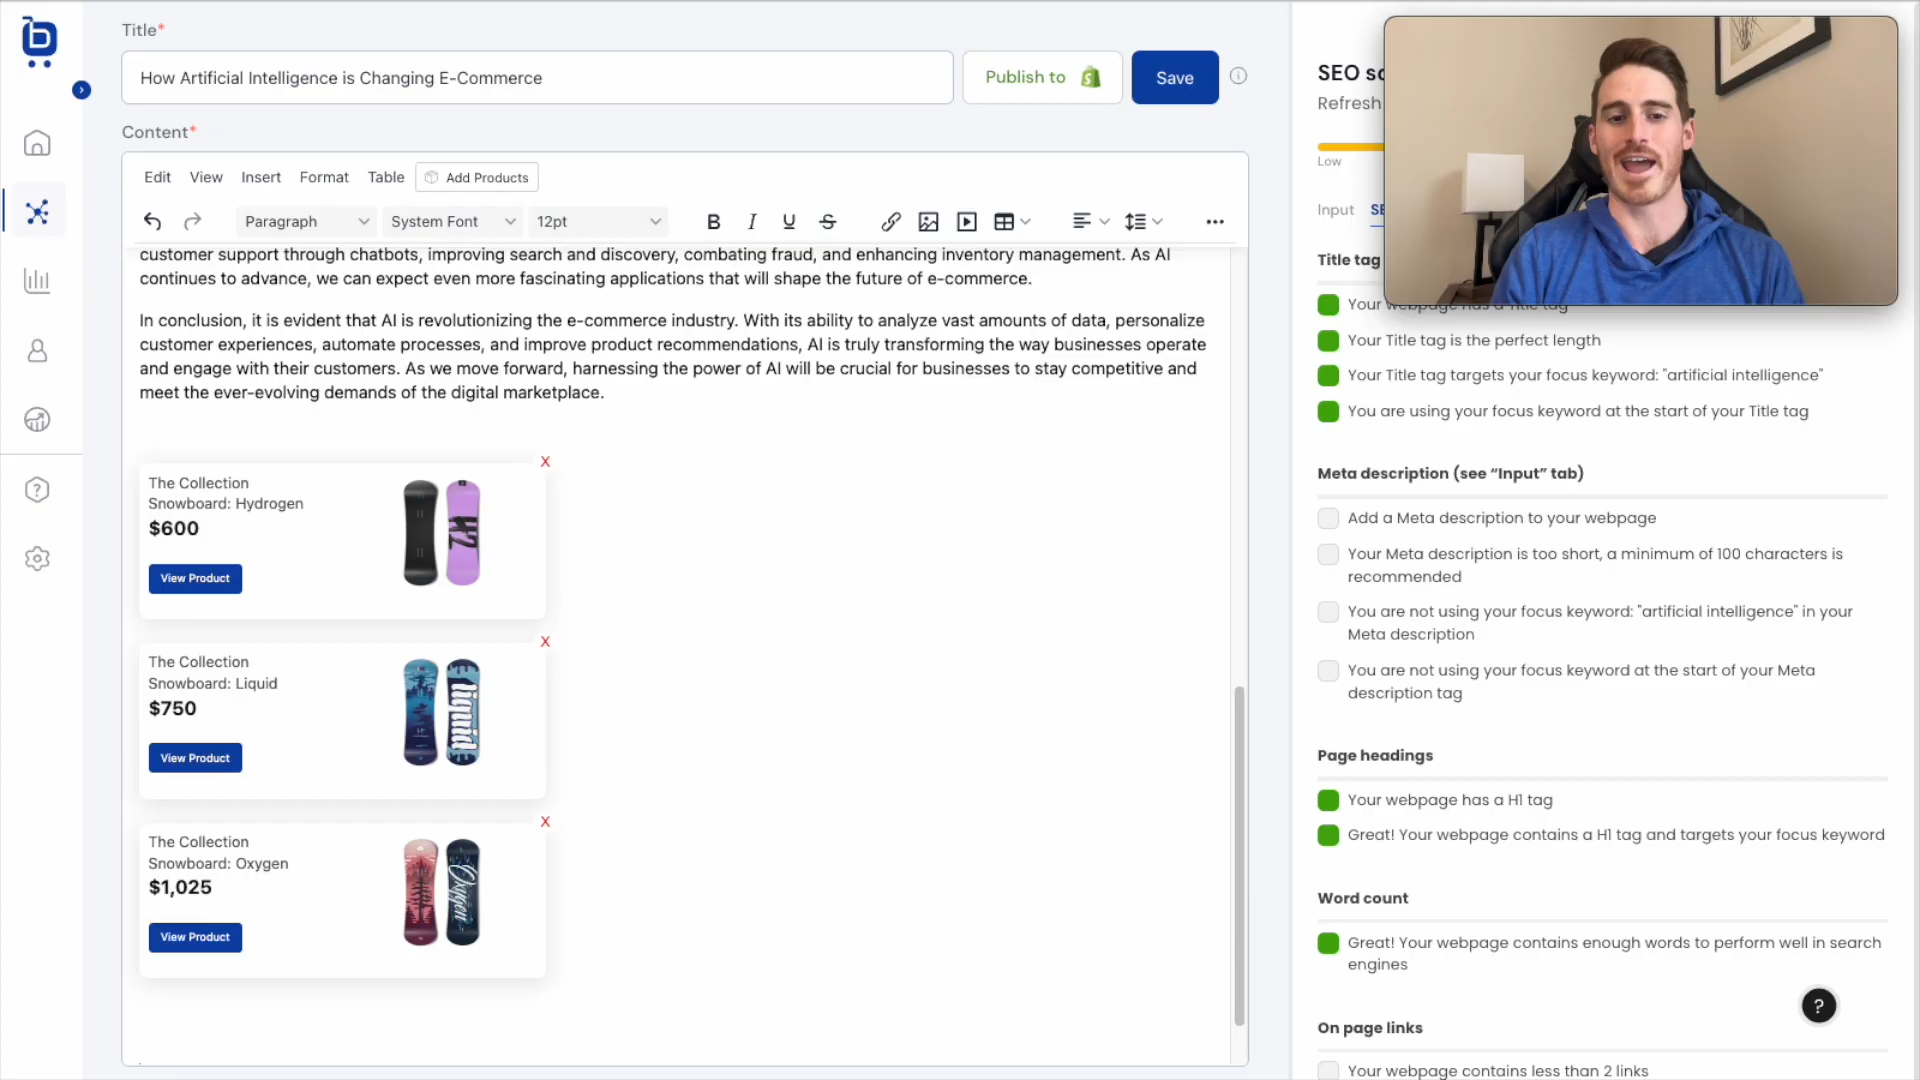 Title*
How Artificial Intelligence is Changing E-Commerce
Publish to
Save
Content*
Edit View Insert Format Table Add Products
Paragraph System Font 12pt
customer support through chatbots, improving search and discovery, combating fraud, and enhancing inventory management. As AI
continues to advance, we can expect even more fascinating applications that will shape the future of e-commerce.
In conclusion, it is evident that AI is revolutionizing the e-commerce industry. With its ability to analyze vast amounts of data, personalize
customer experiences, automate processes, and improve product recommendations, AI is truly transforming the way businesses operate
and engage with their customers. As we move forward, harnessing the power of AI will be crucial for businesses to stay competitive and
meet the ever-evolving demands of the digital marketplace.
X
The Collection
Snowboard: Hydrogen
$600
View Product
X
The Collection
Snowboard: Liquid
$750
View Product
liquid
X
The Collection
Snowboard: Oxygen
$1,025
View Product
Oxygen
SEO sc
Refresh
Low
Input SE
Title tag
Your webpage has a Title tag
Your Title tag is the perfect length
Your Title tag targets your focus keyword: "artificial intelligence"
You are using your focus keyword at the start of your Title tag
Meta description (see “Input” tab)
Add a Meta description to your webpage
Your Meta description is too short, a minimum of 100 characters is
recommended
You are not using your focus keyword: "artificial intelligence" in your
Meta description
You are not using your focus keyword at the start of your Meta
description tag
Page headings
Your webpage has a H1 tag
Great! Your webpage contains a H1 tag and targets your focus keyword
Word count
Great! Your webpage contains enough words to perform well in search
engines
?
On page links
Your webpage contains less than 2 links